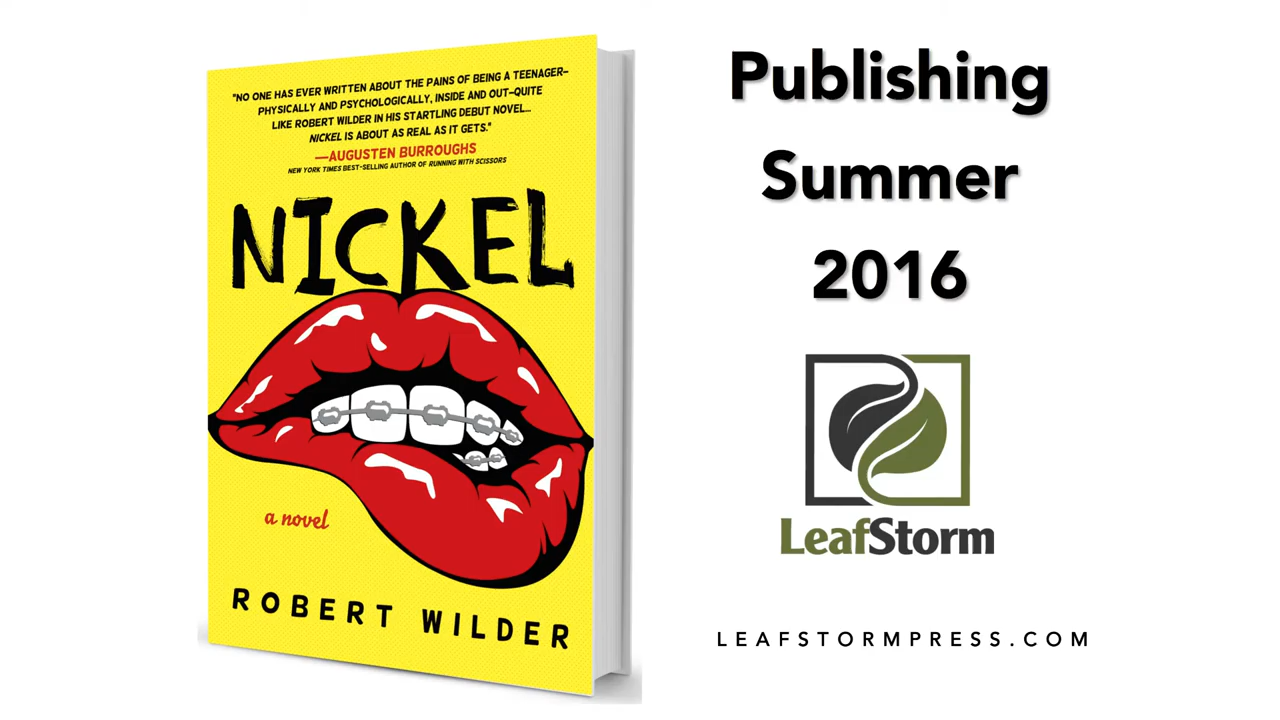 "NO ONE HAS EVER WRITTEN ABOUT THE PAINS OF BEING A TEENAGER–
PHYSICALLY AND PSYCHOLOGICALLY, INSIDE AND OUT–QUITE
LIKE ROBERT WILDER IN HIS STARTLING DEBUT NOVEL...
NICKEL IS ABOUT AS REAL AS IT GETS."
—AUGUSTEN BURROUGHS
NEW YORK TIMES BEST-SELLING AUTHOR OF RUNNING WITH SCISSORS
NICKEL
a novel
ROBERT WILDER
Publishing
Summer
2016
LeafStorm
LEAFSTORMPRESS.COM